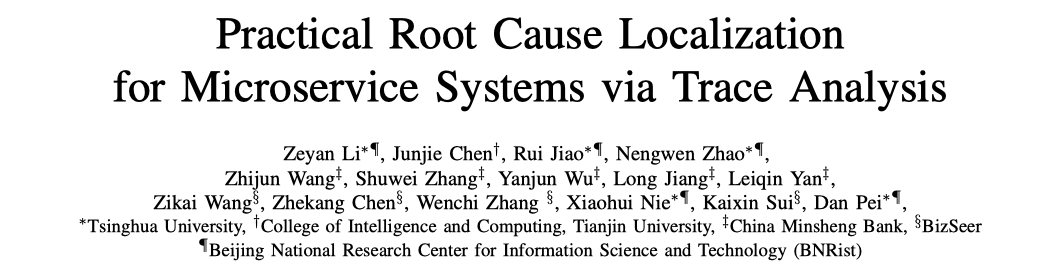 Practical Root Cause Localization
for Microservice Systems via Trace Analysis
Zeyan Li*¶, Junjie Chen†, Rui Jiao*¶, Nengwen Zhao*¶,
Zhijun Wang‡, Shuwei Zhang‡, Yanjun Wu‡, Long Jiang‡, Leiqin Yan‡,
Zikai Wang§, Zhekang Chen§, Wenchi Zhang §, Xiaohui Nie*¶, Kaixin Sui§, Dan Pei*¶,
*Tsinghua University, †College of Intelligence and Computing, Tianjin University, ‡China Minsheng Bank, §BizSeer
¶Beijing National Research Center for Information Science and Technology (BNRist)